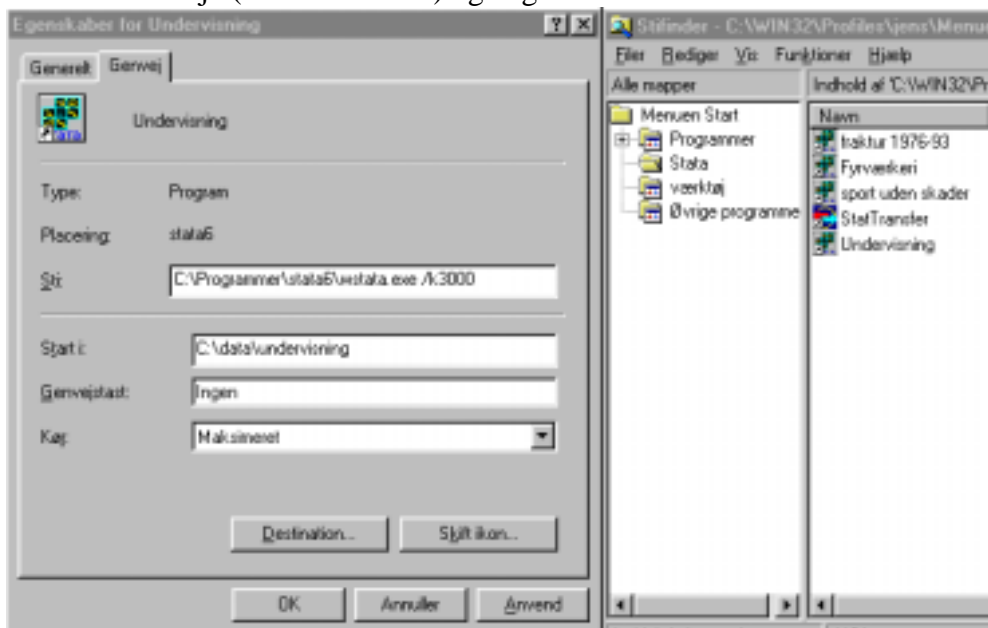 Egenskaber for Undervisning
Generelt Genvej
Undervisning
Type: Program
Placering: stata6
Sti: C:\Programmer\stata6\wstata.exe /k3000
Start i: C:\data\undervisning
Genvejstast: Ingen
Kør: Maksimeret
Destination... Skift ikon...
OK Annuller Anvend
Stifinder - C:\WIN32\Profiles\jens\Menue
Filer Rediger Vis Funktioner Hjælp
Alle mapper
Indhold af 'C:\WIN32\Pr
Menuen Start
Programmer
Stata
værktøj
Øvrige programme
Navn
fraktur 1976-93
Fyrværkeri
sport uden skader
StatTransfer
Undervisning